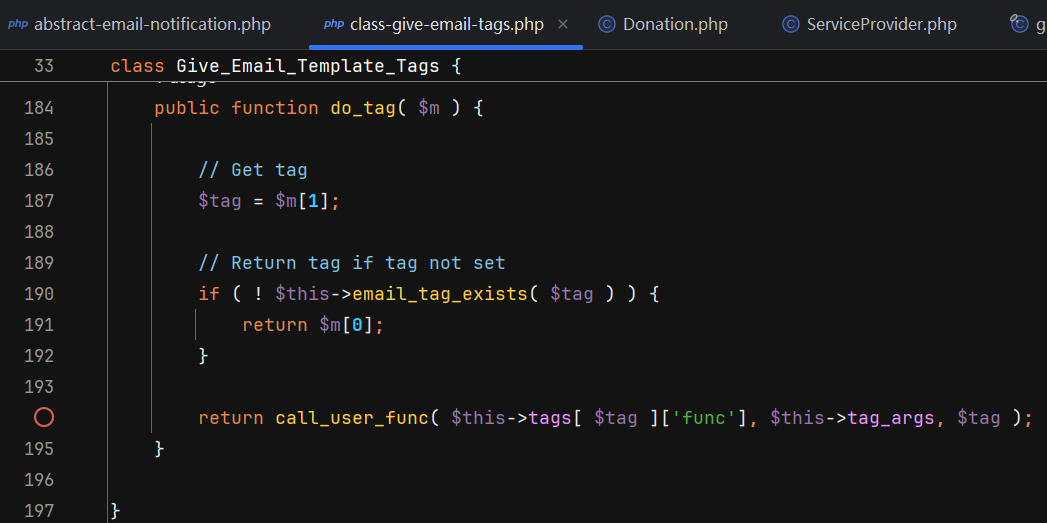 php abstract-email-notification.php php class-give-email-tags.php × C Donation.php C ServiceProvider.php C g
33 class Give_Email_Template_Tags {
184 public function do_tag( $m ) {
185
186 // Get tag
187 $tag = $m[1];
188
189 // Return tag if tag not set
190 if ( ! $this->email_tag_exists( $tag ) ) {
191 return $m[0];
192 }
193
return call_user_func( $this->tags[ $tag ]['func'], $this->tag_args, $tag );
195 }
196
197 }